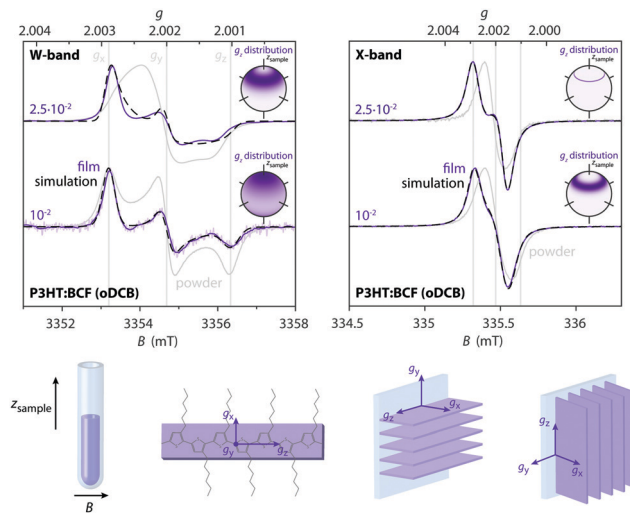 g
2.004 2.003 2.002 2.001
W-band
gx gy gz
gz distribution
zsample
2.5·10-2
gz distribution
zsample
film
simulation
10-2
powder
P3HT:BCF (oDCB)
3352 3354 3356 3358
B (mT)
g
2.004 2.002 2.000
X-band
gz distribution
zsample
2.5·10-2
gz distribution
zsample
film
simulation
10-2
powder
P3HT:BCF (oDCB)
334.5 335 335.5 336
B (mT)
zsample
B
gx
gy gz
S S S S S S
gy
gz gx
gz
gy gx